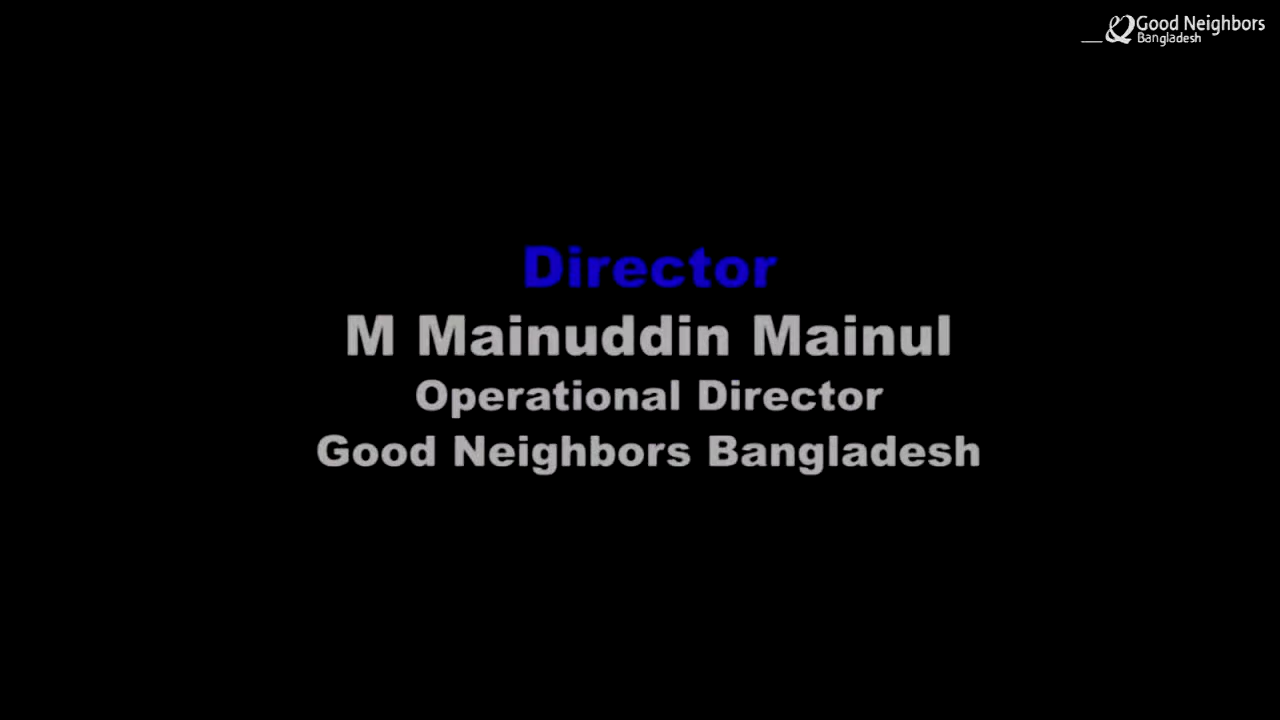 Good Neighbors
Bangladesh
Director
M Mainuddin Mainul
Operational Director
Good Neighbors Bangladesh